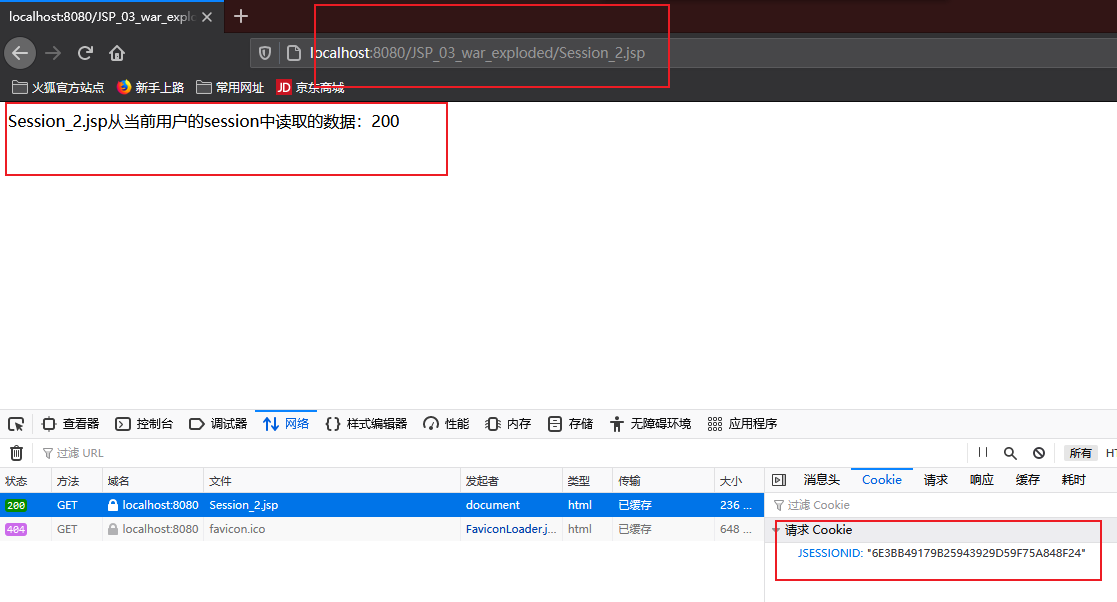 localhost:8080/JSP_03_war_explo
localhost:8080/JSP_03_war_exploded/Session_2.jsp
火狐官方站点 新手上路 常用网址 JD 京东商城
Session_2.jsp从当前用户的session中读取的数据：200
查看器 控制台 调试器 网络 {} 样式编辑器 性能 内存 存储 无障碍环境 应用程序
过滤 URL 所有 HT
状态 方法 域名 文件 发起者 类型 传输 大小 消息头 Cookie 请求 响应 缓存 耗时
200 GET localhost:8080 Session_2.jsp document html 已缓存 236 ... 过滤 Cookie
404 GET localhost:8080 favicon.ico FaviconLoader.j... html 已缓存 648 ... 请求 Cookie
JSESSIONID: "6E3BB49179B25943929D59F75A848F24"